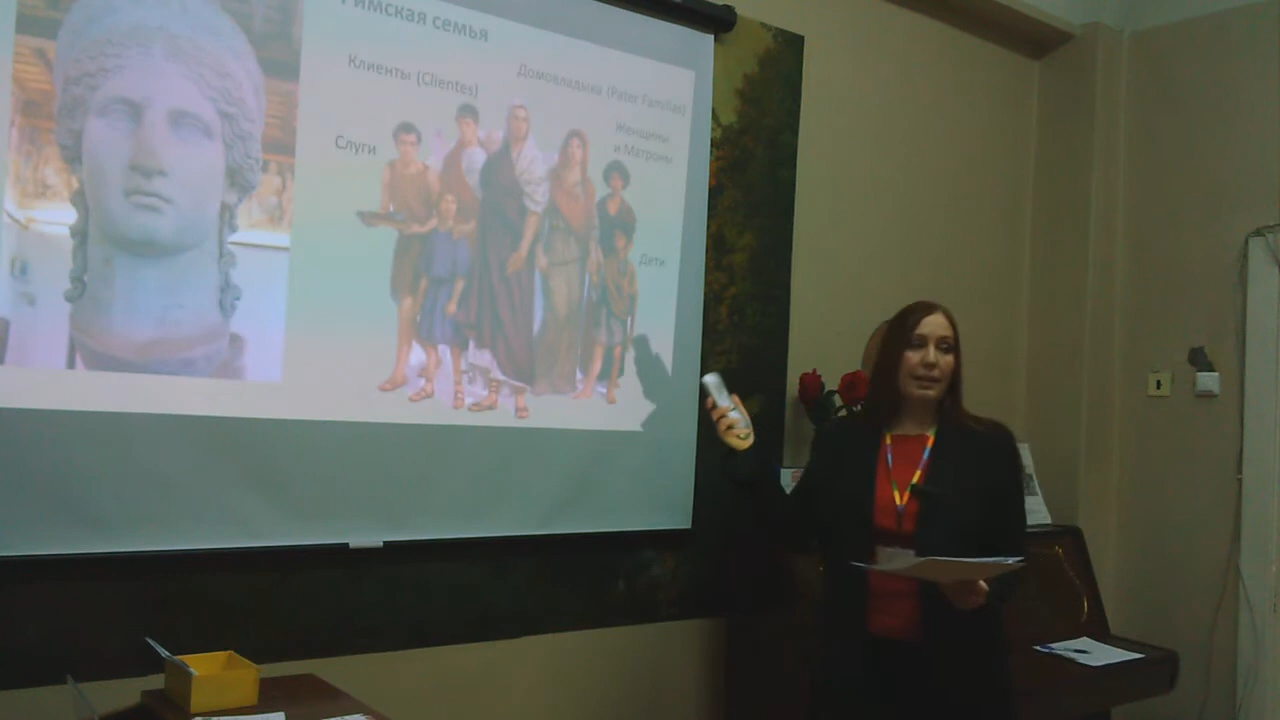 Римская семья
Клиенты (Clientes)
Домовладыка (Pater Familias)
Слуги
Женщины
и Матроны
Дети